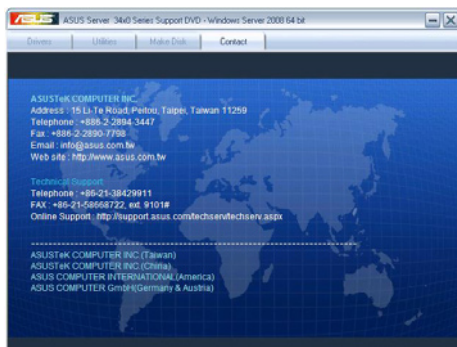 ASUS ASUS Server 34x0 Series Support DVD - Windows Server 2008 64 bit
Drivers Utilities Make Disk Contact
ASUSTeK COMPUTER INC.
Address : 15 Li-Te Road, Peitou, Taipei, Taiwan 11259
Telephone : +886-2-2894-3447
Fax : +886-2-2890-7798
Email : info@asus.com.tw
Web site : http://www.asus.com.tw
Technical Support
Telephone : +86-21-38429911
FAX : +86-21-58668722, ext. 9101#
Online Support : http://support.asus.com/techserv/techserv.aspx
ASUSTeK COMPUTER INC.(Taiwan)
ASUSTeK COMPUTER INC.(China)
ASUS COMPUTER INTERNATIONAL(America)
ASUS COMPUTER GmbH(Germany & Austria)